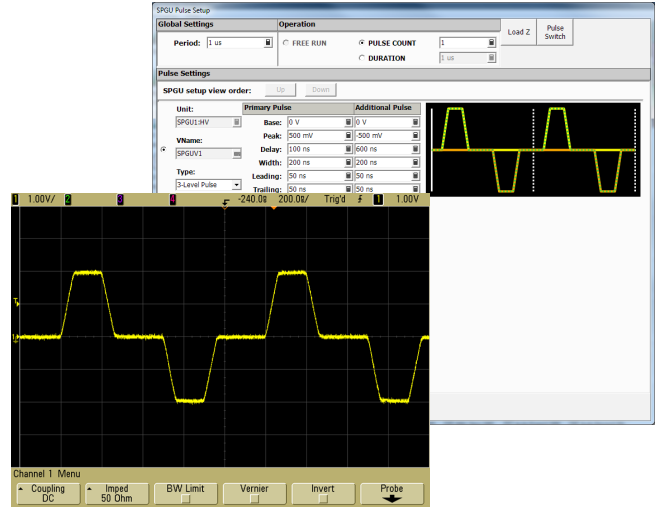 SPGU Pulse Setup
Global Settings
Operation
Load Z
Pulse Switch
Period: 1 us
FREE RUN
PULSE COUNT 1
DURATION 1 us
Pulse Settings
SPGU setup view order: Up Down
Unit:
SPGU1:HV
VName:
SPGUV1
Type:
3-Level Pulse
Primary Pulse Additional Pulse
Base: 0 V 0 V
Peak: 500 mV -500 mV
Delay: 100 ns 600 ns
Width: 200 ns 200 ns
Leading: 50 ns 50 ns
Trailing: 50 ns 50 ns
1 1.00V/ 2 3 4 -240.0s 200.0s/ Trig'd 1 1.00V
T
Channel 1 Menu
Coupling DC
Imped 50 Ohm
BW Limit
Vernier
Invert
Probe